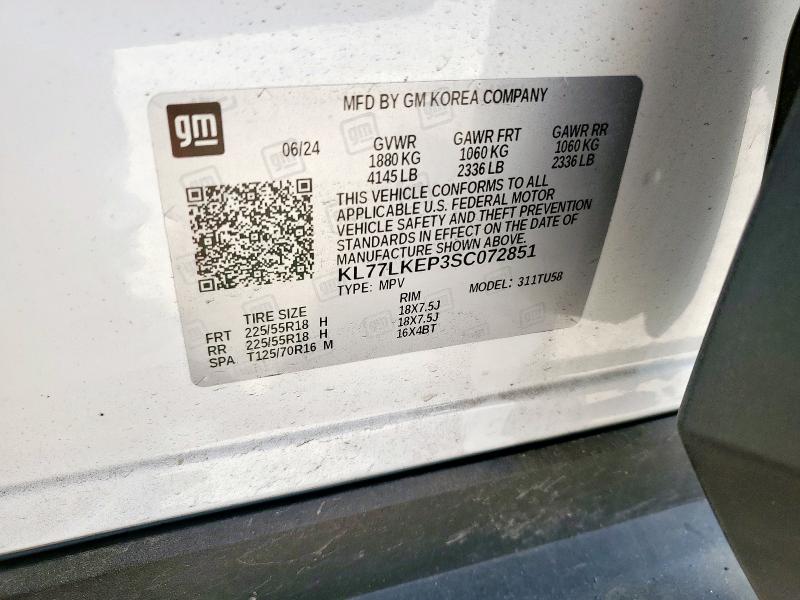 gm
MFD BY GM KOREA COMPANY
06/24
GVWR
1880 KG
4145 LB
GAWR FRT
1060 KG
2336 LB
GAWR RR
1060 KG
2336 LB
THIS VEHICLE CONFORMS TO ALL
APPLICABLE U.S. FEDERAL MOTOR
VEHICLE SAFETY AND THEFT PREVENTION
STANDARDS IN EFFECT ON THE DATE OF
MANUFACTURE SHOWN ABOVE.
KL77LKEP3SC072851
TYPE: MPV MODEL: 311TU58
TIRE SIZE RIM
FRT 225/55R18 H 18X7.5J
RR 225/55R18 H 18X7.5J
SPA T125/70R16 M 16X4BT